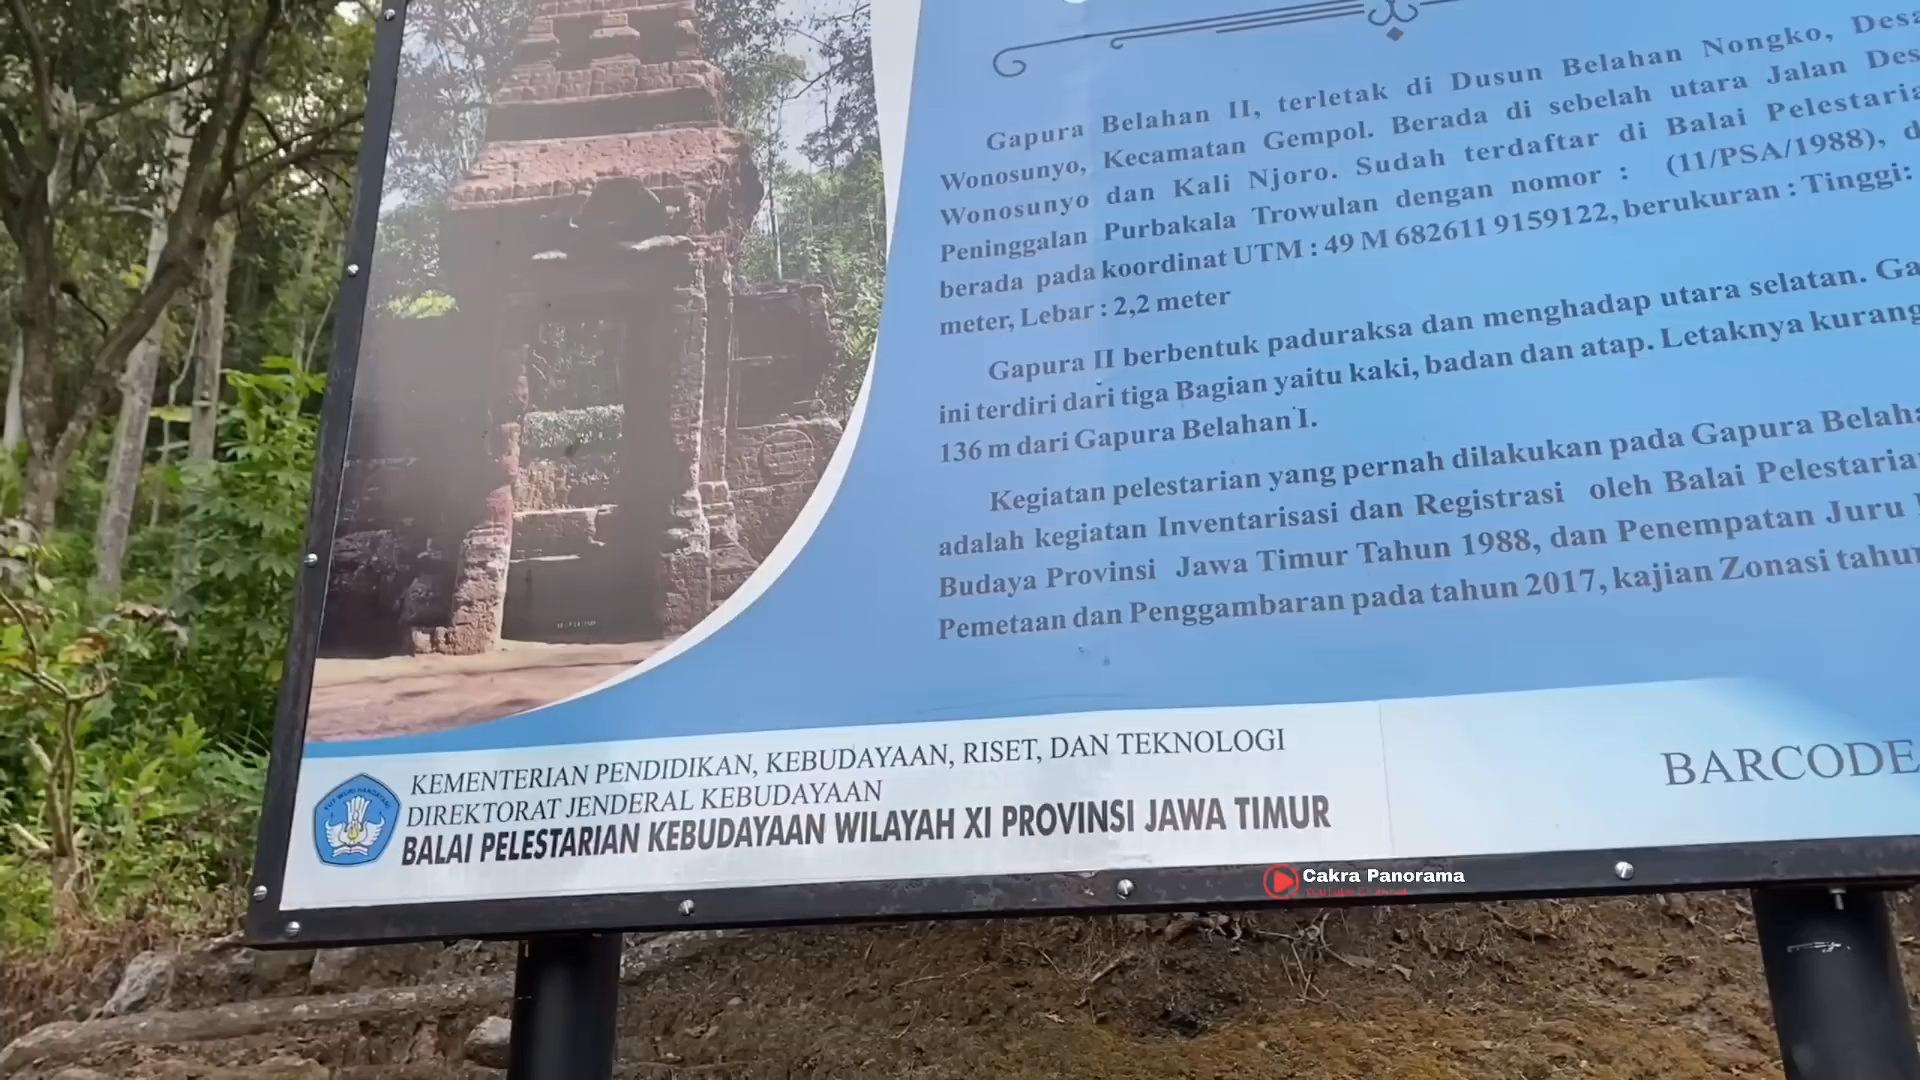 Gapura Belahan II, terletak di Dusun Belahan Nongko, Desa
Wonosunyo, Kecamatan Gempol. Berada di sebelah utara Jalan
Wonosunyo dan Kali Njoro. Sudah terdaftar di Balai
Peninggalan Purbakala Trowulan dengan nomor : (11/PSA/1988),
berada pada koordinat UTM : 49 M 682611 9159122, berukuran : Tinggi:
meter, Lebar : 2,2 meter
Gapura II berbentuk paduraksa dan menghadap utara selatan.
ini terdiri dari tiga Bagian yaitu kaki, badan dan atap. Letaknya kurang
136 m dari Gapura Belahan I.
Kegiatan pelestarian yang pernah dilakukan pada Gapura
adalah kegiatan Inventarisasi dan Registrasi oleh Balai
Budaya Provinsi Jawa Timur Tahun 1988, dan Penempatan Juru
Pemetaan dan Penggambaran pada tahun 2017, kajian Zonasi
KEMENTERIAN PENDIDIKAN, KEBUDAYAAN, RISET, DAN TEKNOLOGI
DIREKTORAT JENDERAL KEBUDAYAAN
BALAI PELESTARIAN KEBUDAYAAN WILAYAH XI PROVINSI JAWA TIMUR
BARCODE
TUT WURI HANDAYANI
Cakra Panorama
YouTube Channel